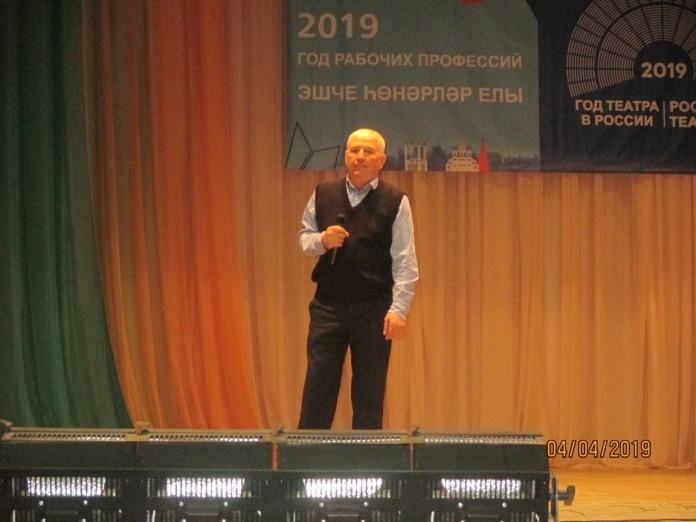 2019
ГОД РАБОЧИХ ПРОФЕССИЙ
ЭШЧЕ ҺӨНӘРЛӘР ЕЛЫ
2019
ГОД ТЕАТРА
В РОССИИ
04/04/2019